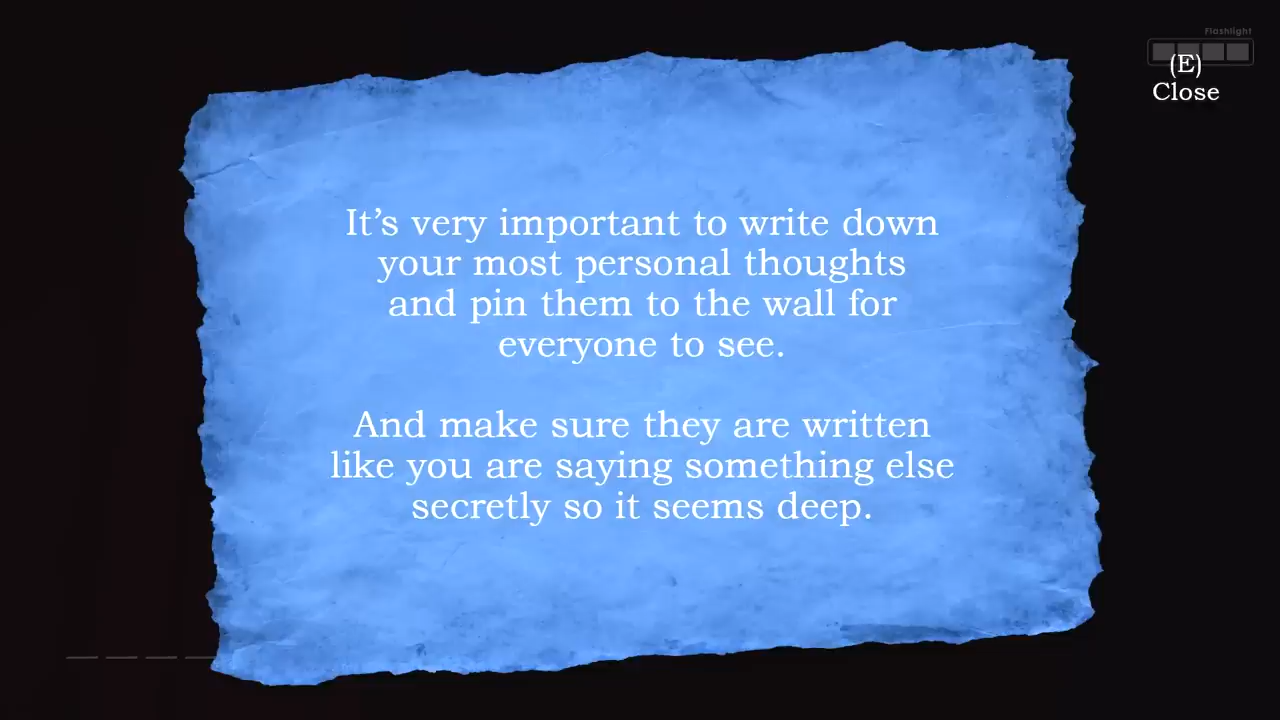 Flashlight
(E)
Close
It's very important to write down
your most personal thoughts
and pin them to the wall for
everyone to see.
And make sure they are written
like you are saying something else
secretly so it seems deep.